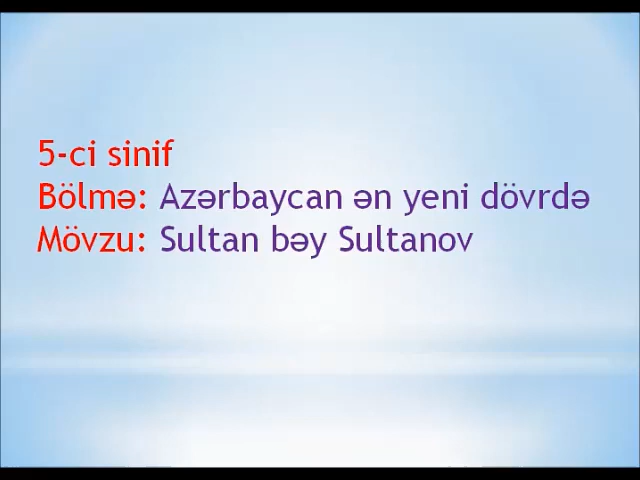 5-ci sinif
Bölmə: Azərbaycan ən yeni dövrdə
Mövzu: Sultan bəy Sultanov